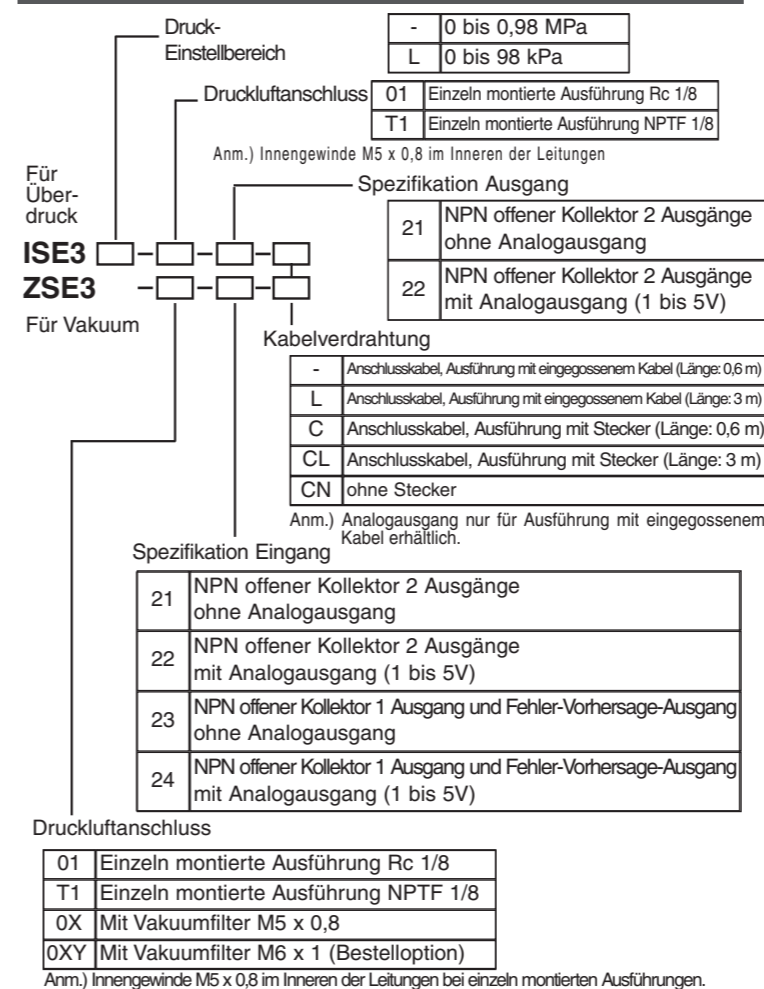 Druck-
Einstellbereich
- 0 bis 0,98 MPa
L 0 bis 98 kPa
Druckluftanschluss
01 Einzeln montierte Ausführung Rc 1/8
T1 Einzeln montierte Ausführung NPTF 1/8
Anm.) Innengewinde M5 x 0,8 im Inneren der Leitungen
Für
Über-
druck
Spezifikation Ausgang
21 NPN offener Kollektor 2 Ausgänge
ohne Analogausgang
22 NPN offener Kollektor 2 Ausgänge
mit Analogausgang (1 bis 5V)
ISE3 □-□-□-□
ZSE3 -□-□-□
Für Vakuum
Kabelverdrahtung
- Anschlusskabel, Ausführung mit eingegossenem Kabel (Länge: 0,6 m)
L Anschlusskabel, Ausführung mit eingegossenem Kabel (Länge: 3 m)
C Anschlusskabel, Ausführung mit Stecker (Länge: 0,6 m)
CL Anschlusskabel, Ausführung mit Stecker (Länge: 3 m)
CN ohne Stecker
Anm.) Analogausgang nur für Ausführung mit eingegossenem
Kabel erhältlich.
Spezifikation Eingang
21 NPN offener Kollektor 2 Ausgänge
ohne Analogausgang
22 NPN offener Kollektor 2 Ausgänge
mit Analogausgang (1 bis 5V)
23 NPN offener Kollektor 1 Ausgang und Fehler-Vorhersage-Ausgang
ohne Analogausgang
24 NPN offener Kollektor 1 Ausgang und Fehler-Vorhersage-Ausgang
mit Analogausgang (1 bis 5V)
Druckluftanschluss
01 Einzeln montierte Ausführung Rc 1/8
T1 Einzeln montierte Ausführung NPTF 1/8
0X Mit Vakuumfilter M5 x 0,8
0XY Mit Vakuumfilter M6 x 1 (Bestelloption)
Anm.) Innengewinde M5 x 0,8 im Inneren der Leitungen bei einzeln montierten Ausführungen.